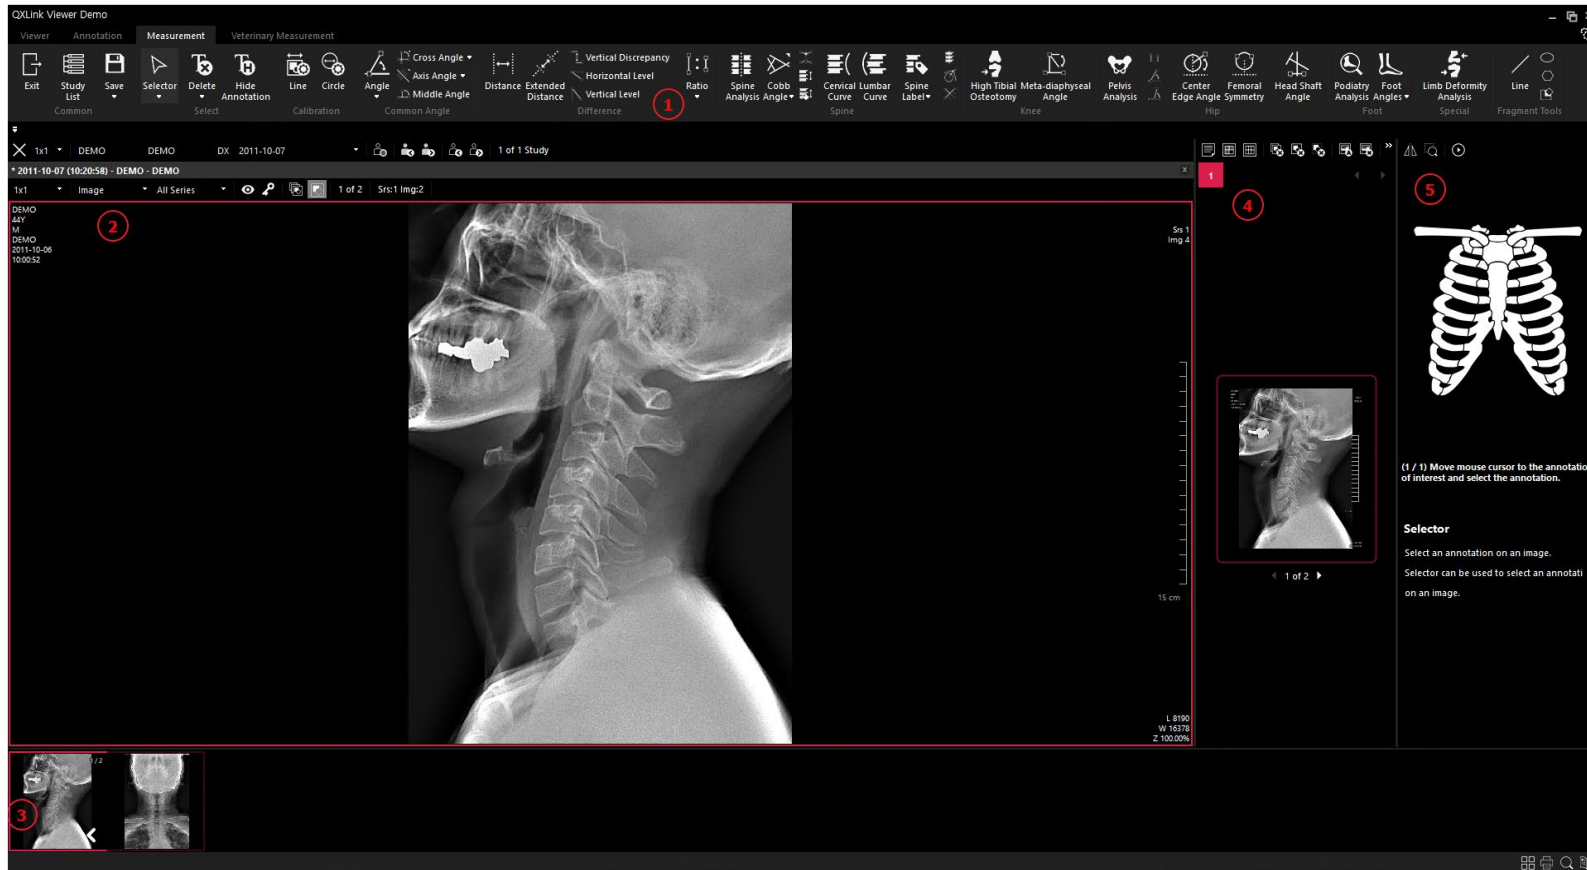 QXLink Viewer Demo
Viewer Annotation Measurement Veterinary Measurement
Exit
Study List
Save
Common
Selector
Delete
Hide Annotation
Select
Line
Circle
Calibration
Angle
Cross Angle
Axis Angle
Middle Angle
Common Angle
Distance
Extended Distance
Vertical Discrepancy
Horizontal Level
Vertical Level
Difference
1
Ratio
Spine Analysis
Cobb Angle
Cervical Curve
Lumbar Curve
Spine Label
Spine
High Tibial Osteotomy
Meta-diaphyseal Angle
Knee
Pelvis Analysis
Center Edge Angle
Femoral Symmetry
Head Shaft Angle
Hip
Podiatry Analysis
Foot Angles
Foot
Limb Deformity Analysis
Special
Line
Fragment Tools
1x1 DEMO DEMO DX 2011-10-07 1 of 1 Study
* 2011-10-07 (10:20:58) - DEMO - DEMO x
1x1 Image All Series 1 of 2 Srs:1 Img:2
DEMO
44Y
M
DEMO
2011-10-06
10:00:52
2
Srs 1
Img 4
15 cm
L 8190
W 16378
Z 100.00%
1 / 2
3
1
4
1 of 2
»
5
(1 / 1) Move mouse cursor to the annotatio
of interest and select the annotation.
Selector
Select an annotation on an image.
Selector can be used to select an annotati
on an image.